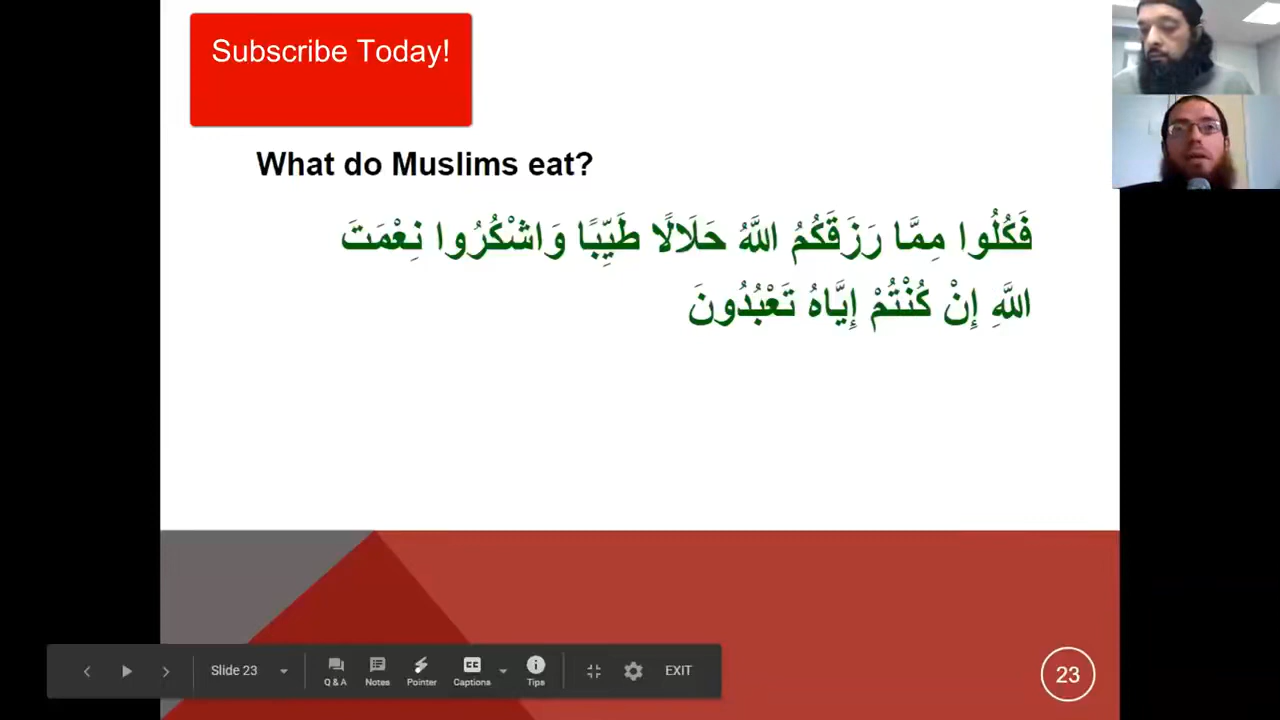 Subscribe Today!
What do Muslims eat?
فَكُلُوا مِمَّا رَزَقَكُمُ اللَّهُ حَلَالًا طَيِّبًا وَاشْكُرُوا نِعْمَتَ
اللَّهِ إِنْ كُنْتُمْ إِيَّاهُ تَعْبُدُونَ
Slide 23
Q & A
Notes
Pointer
Captions
Tips
EXIT
23